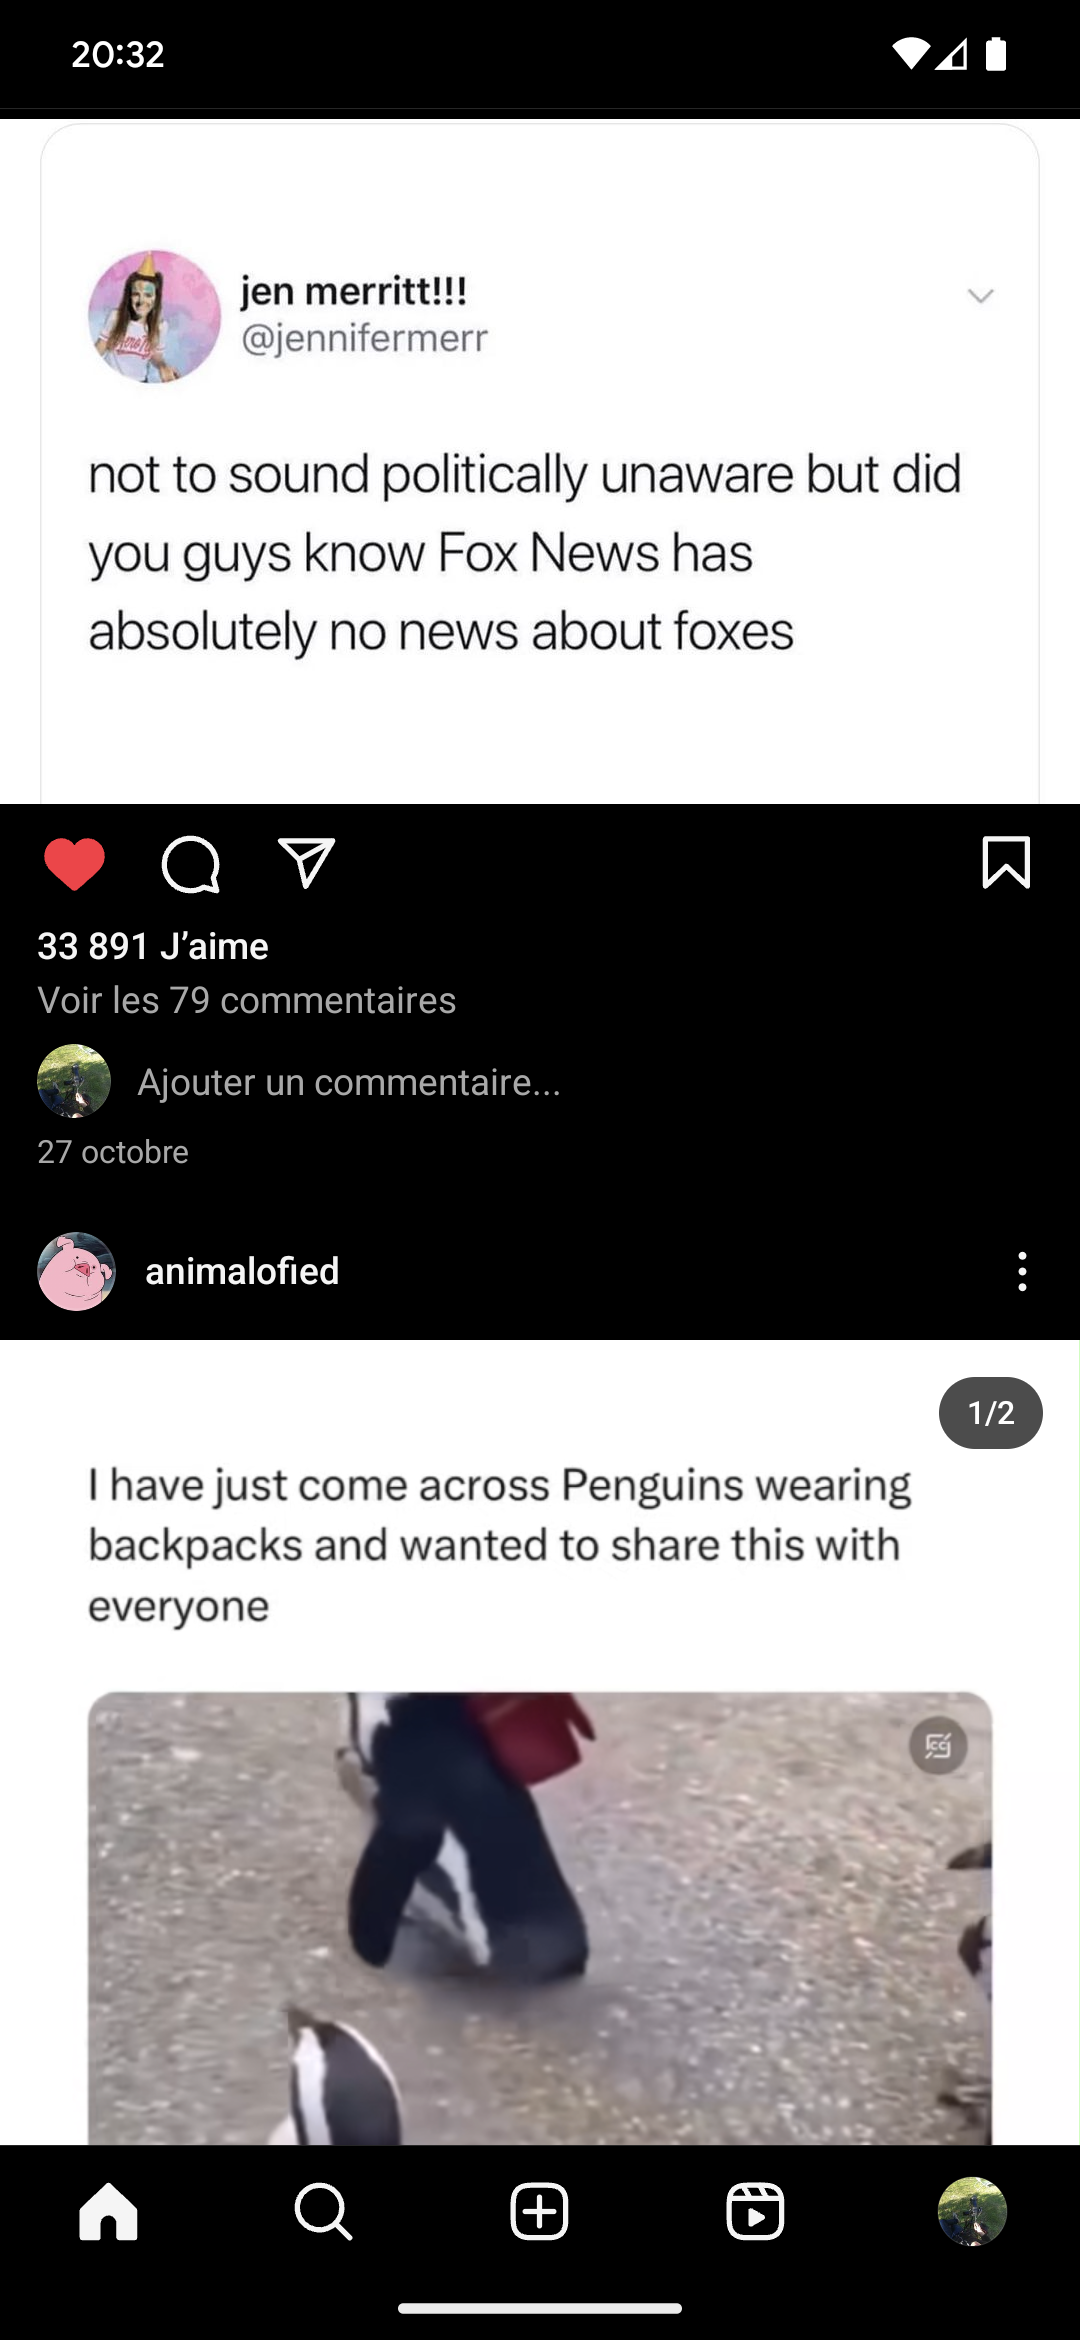 20:32
jen merritt!!!
@jennifermerr
not to sound politically unaware but did
you guys know Fox News has
absolutely no news about foxes
33 891 J’aime
Voir les 79 commentaires
Ajouter un commentaire...
27 octobre
animalofied
1/2
I have just come across Penguins wearing
backpacks and wanted to share this with
everyone